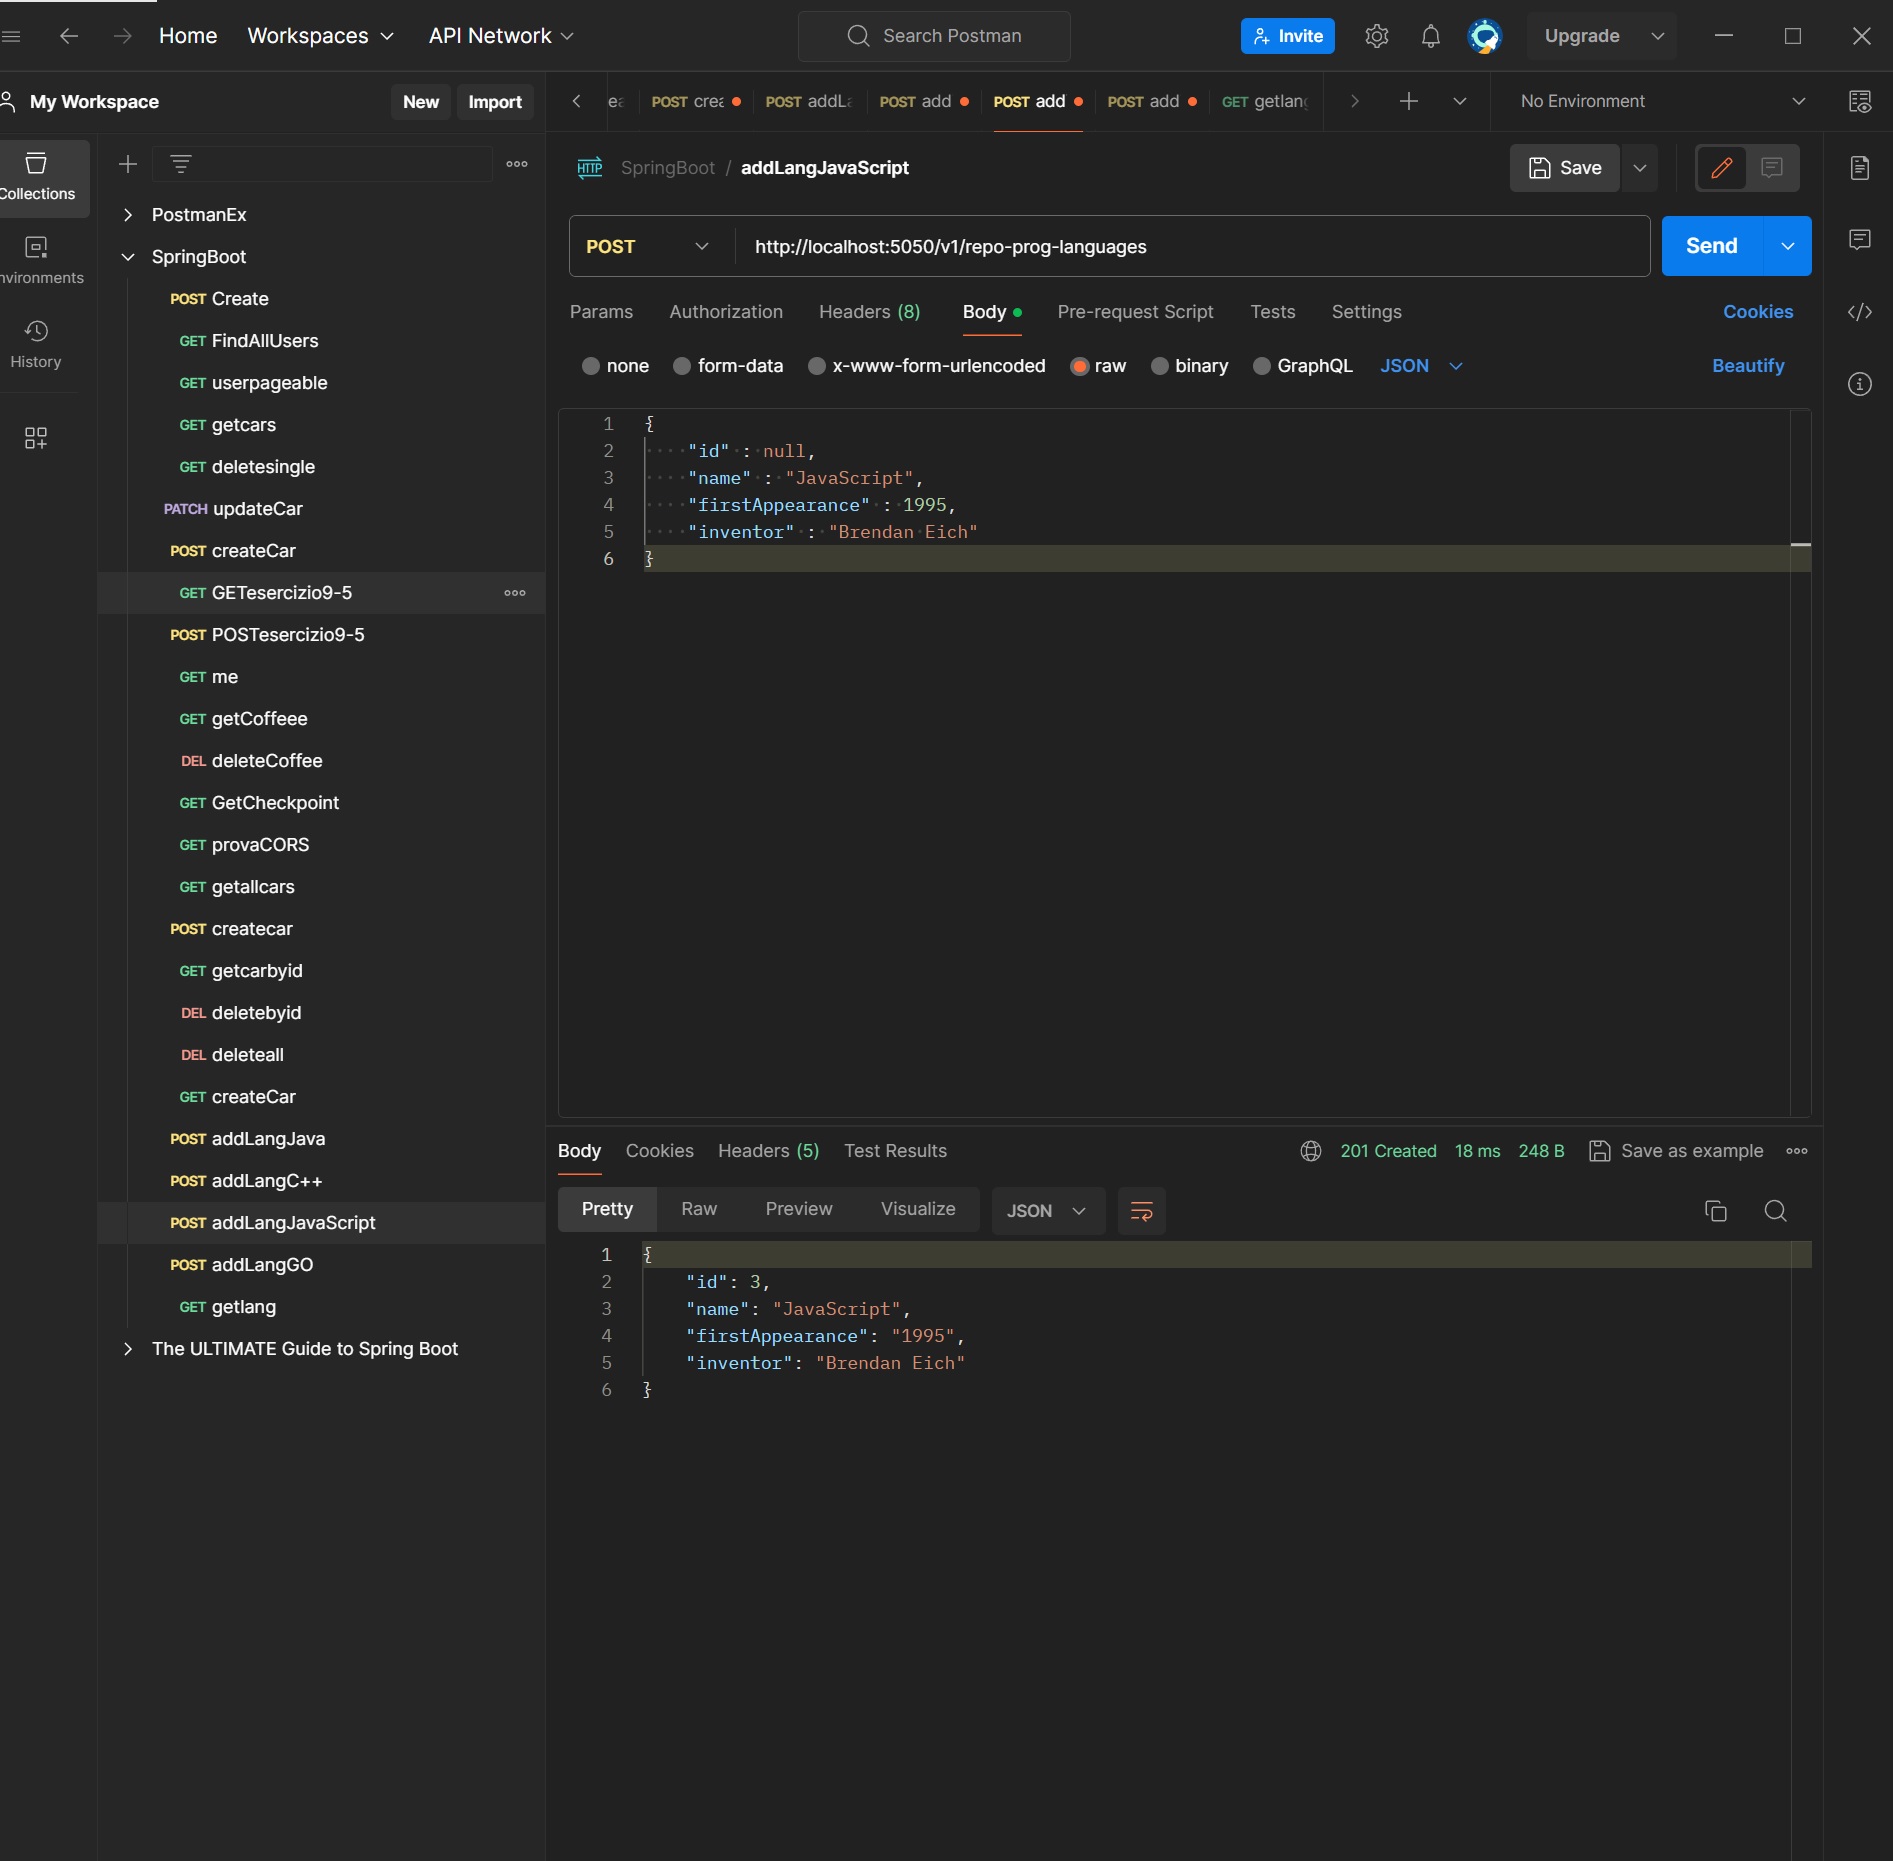 Home Workspaces API Network Search Postman Invite Upgrade
My Workspace New Import
POST POST addL POST add POST add POST add GET getlang No Environment
Collections
History
PostmanEx
SpringBoot
POST Create
GET FindAllUsers
GET userpageable
GET getcars
GET deletesingle
PATCH updateCar
POST createCar
GET GETesercizio9-5
POST POSTesercizio9-5
GET me
GET getCoffeee
DEL deleteCoffee
GET GetCheckpoint
GET provaCORS
GET getallcars
POST createcar
GET getcarbyid
DEL deletebyid
DEL deleteall
GET createCar
POST addLangJava
POST addLangC++
POST addLangJavaScript
POST addLangGO
GET getlang
The ULTIMATE Guide to Spring Boot
HTTP SpringBoot / addLangJavaScript Save
POST http://localhost:5050/v1/repo-prog-languages Send
Params Authorization Headers (8) Body Pre-request Script Tests Settings Cookies
none form-data x-www-form-urlencoded raw binary GraphQL JSON Beautify
1 {
2 "id" : null,
3 "name" : "JavaScript",
4 "firstAppearance" : 1995,
5 "inventor" : "Brendan Eich"
6 }
Body Cookies Headers (5) Test Results 201 Created 18 ms 248 B Save as example
Pretty Raw Preview Visualize JSON
1 {
2 "id": 3,
3 "name": "JavaScript",
4 "firstAppearance": "1995",
5 "inventor": "Brendan Eich"
6 }